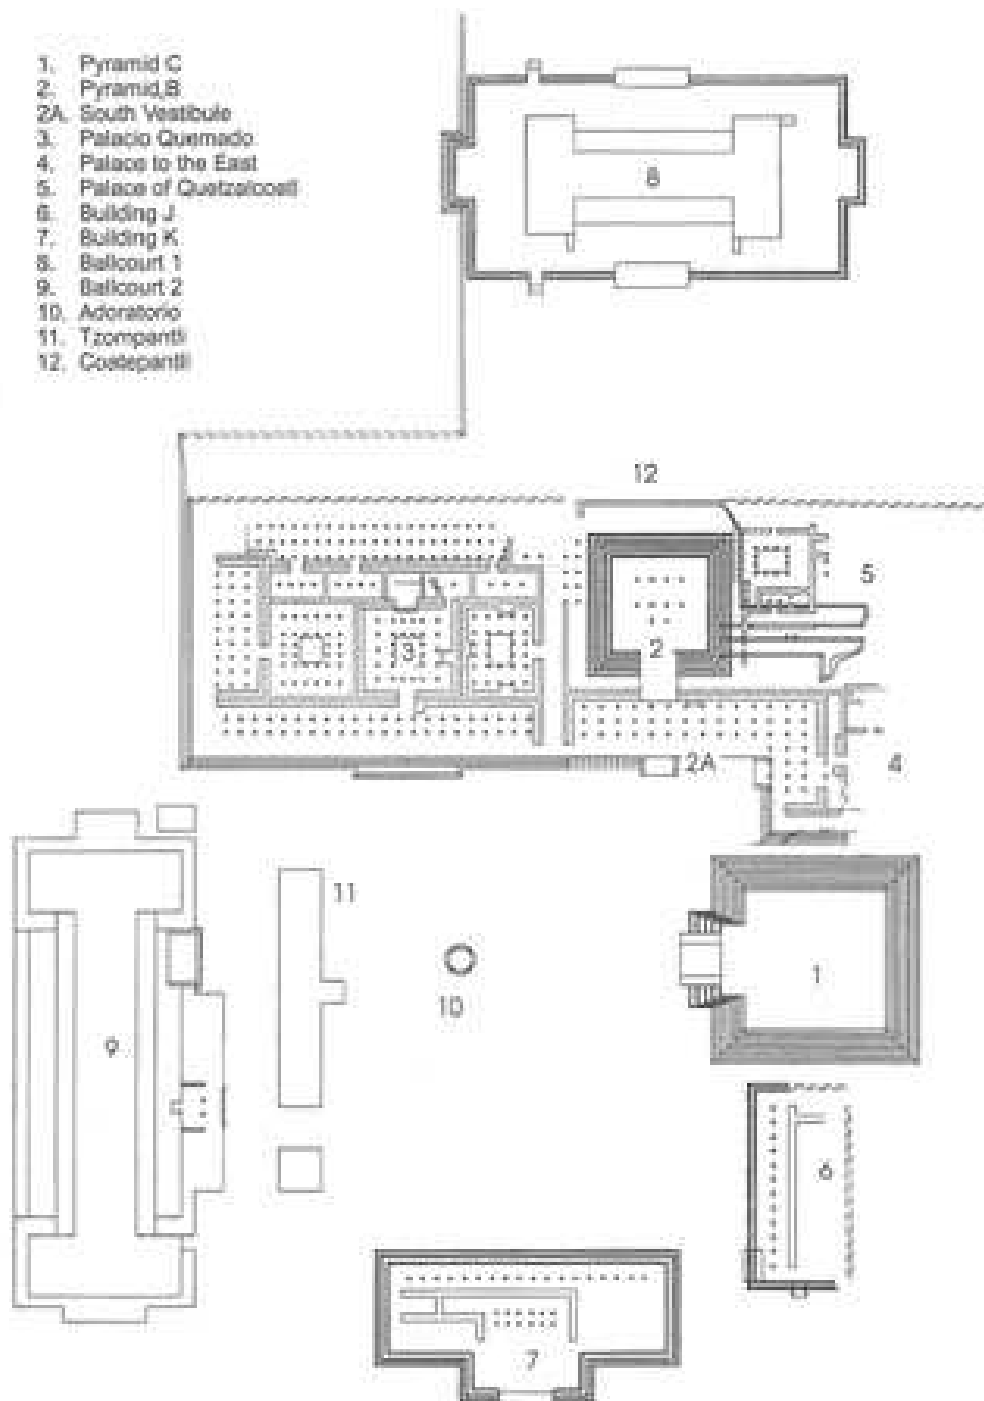 1. Pyramid C
2. Pyramid B
2A. South Vestibule
3. Palacio Quemado
4. Palace to the East
5. Palace of Quetzalcoatl
6. Building J
7. Building K
8. Ballcourt 1
9. Ballcourt 2
10. Adoratorio
11. Tzompantli
12. Coatepantli
8
12
5
3
2
2A
4
11
1
10
9
6
7